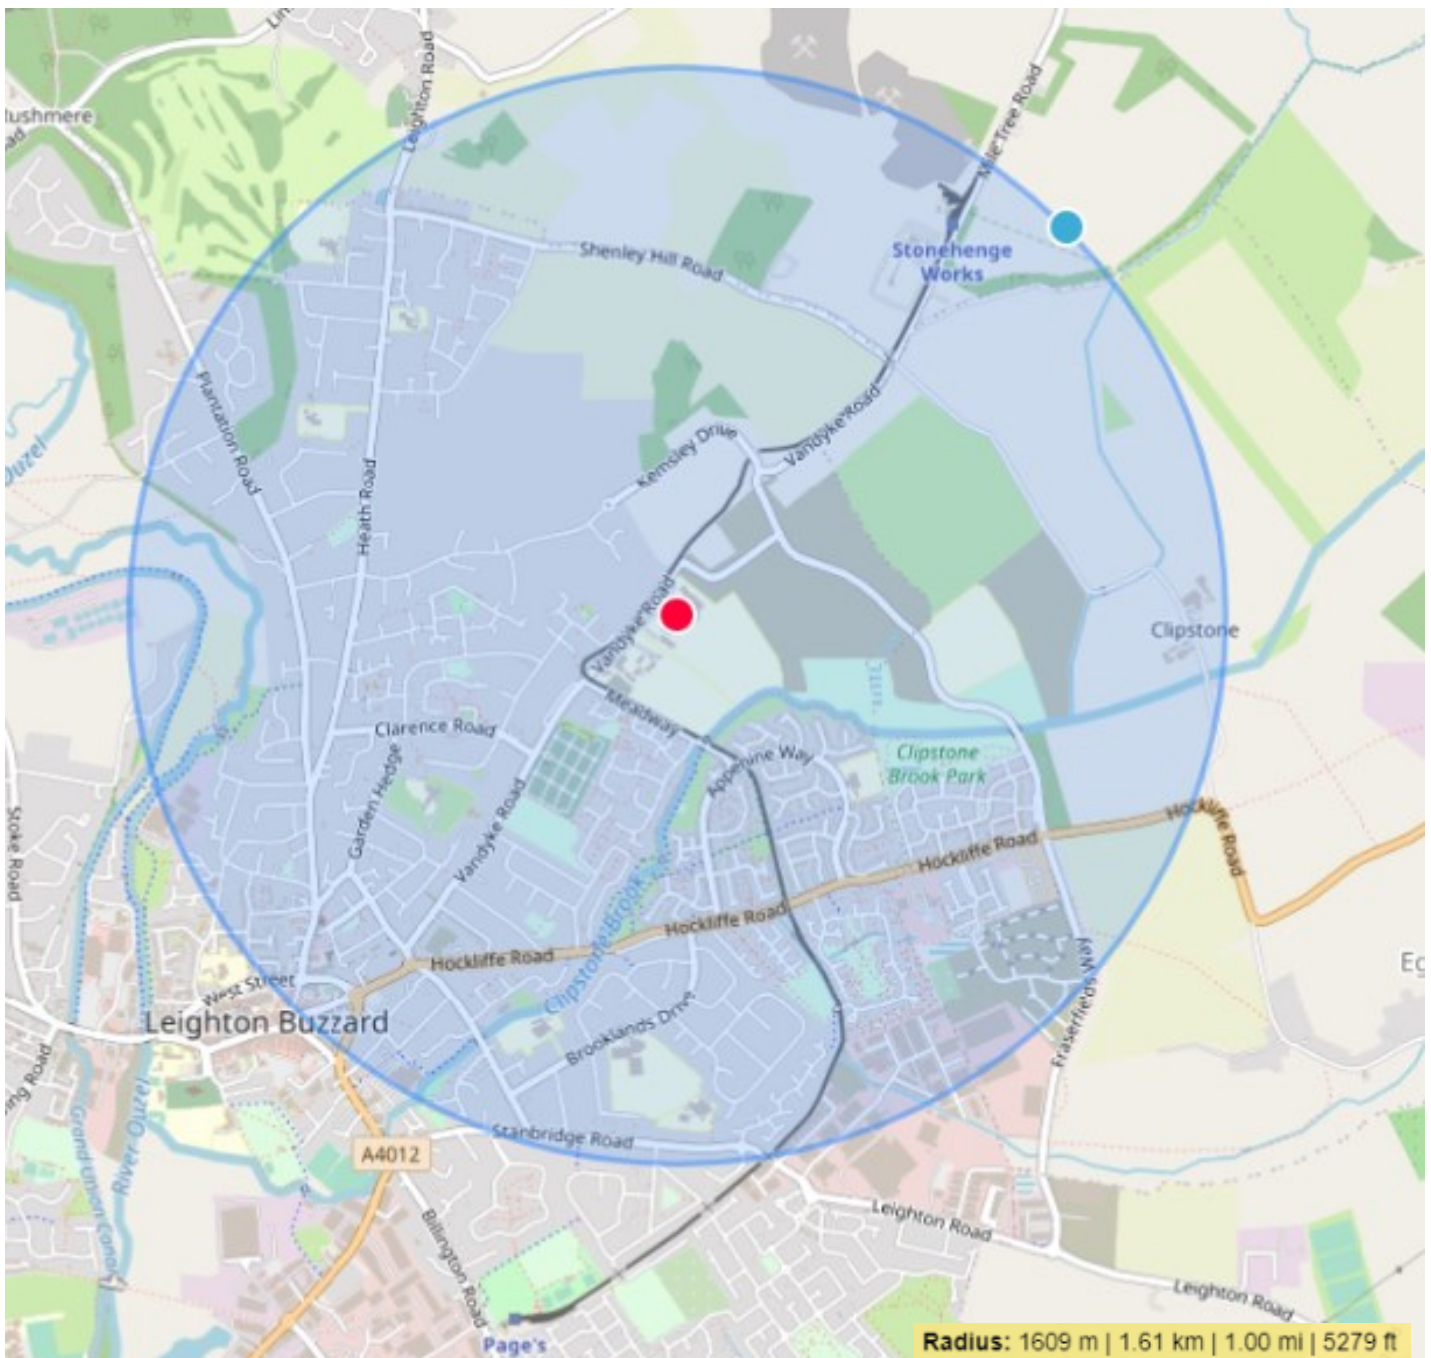 Leighton Road
ushmere
Mile Tree Road
Shenley Hill Road
Stonehenge
Works
Plantation Road
Heath Road
Kemsley Drive
Vandyke Road
Ouzel
Vandyke Road
Clipstone
Meadway
Clarence Road
Garden Hedge
Appenine Way
Clipstone
Brook Park
Vandyke Road
Stoke Road
Hockliffe Road
Hockliffe Road
Hockliffe Road
Hockliffe Road
Clipstone Brook
West Street
Leighton Buzzard
Brooklands Drive
Fraserfields Way
Stanbridge Road
A4012
River Ouzel
Grand Union Canal
Billington Road
Leighton Road
Leighton Road
Page's
Radius: 1609 m | 1.61 km | 1.00 mi | 5279 ft